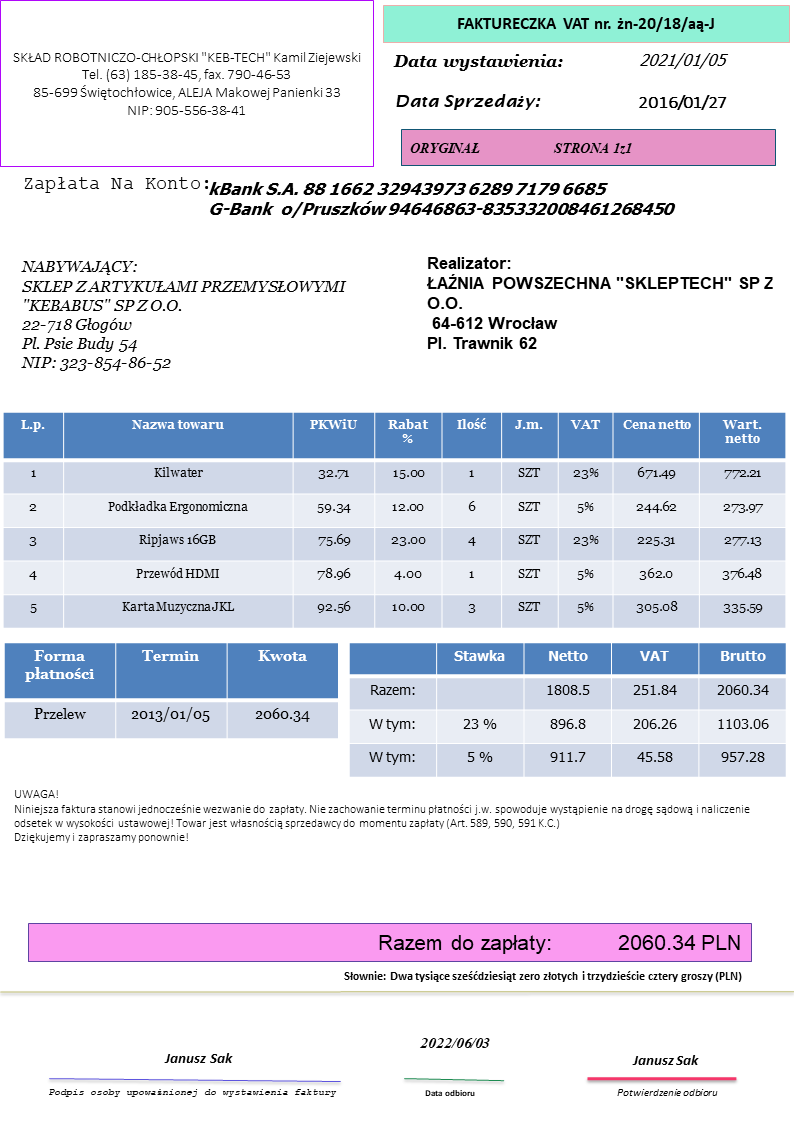 SKŁAD ROBOTNICZO-CHŁOPSKI "KEB-TECH" Kamil Ziejewski
Tel. (63) 185-38-45, fax. 790-46-53
85-699 Świętochłowice, ALEJA Makowej Panienki 33
NIP: 905-556-38-41
FAKTURECZKA VAT nr. żn-20/18/aą-J
Data wystawienia: 2021/01/05
Data Sprzedaży: 2016/01/27
ORYGINAŁ STRONA 1z1
Zapłata Na Konto: kBank S.A. 88 1662 32943973 6289 7179 6685
G-Bank o/Pruszków 94646863-835332008461268450
NABYWAJĄCY:
SKLEP Z ARTYKUŁAMI PRZEMYSŁOWYMI
"KEBABUS" SP Z O.O.
22-718 Głogów
Pl. Psie Budy 54
NIP: 323-854-86-52
Realizator:
ŁAŹNIA POWSZECHNA "SKLEPTECH" SP Z
O.O.
64-612 Wrocław
Pl. Trawnik 62
L.p. Nazwa towaru PKWiU Rabat % Ilość J.m. VAT Cena netto Wart. netto
1 Kilwater 32.71 15.00 1 SZT 23% 671.49 772.21
2 Podkładka Ergonomiczna 59.34 12.00 6 SZT 5% 244.62 273.97
3 Ripjaws 16GB 75.69 23.00 4 SZT 23% 225.31 277.13
4 Przewód HDMI 78.96 4.00 1 SZT 5% 362.0 376.48
5 Karta Muzyczna JKL 92.56 10.00 3 SZT 5% 305.08 335.59
Forma płatności Termin Kwota
Przelew 2013/01/05 2060.34
Stawka Netto VAT Brutto
Razem: 1808.5 251.84 2060.34
W tym: 23 % 896.8 206.26 1103.06
W tym: 5 % 911.7 45.58 957.28
UWAGA!
Niniejsza faktura stanowi jednocześnie wezwanie do zapłaty. Nie zachowanie terminu płatności j.w. spowoduje wystąpienie na drogę sądową i naliczenie
odsetek w wysokości ustawowej! Towar jest własnością sprzedawcy do momentu zapłaty (Art. 589, 590, 591 K.C.)
Dziękujemy i zapraszamy ponownie!
Razem do zapłaty: 2060.34 PLN
Słownie: Dwa tysiące sześćdziesiąt zero złotych i trzydzieście cztery groszy (PLN)
Janusz Sak
Podpis osoby upoważnionej do wystawienia faktury
2022/06/03
Data odbioru
Janusz Sak
Potwierdzenie odbioru